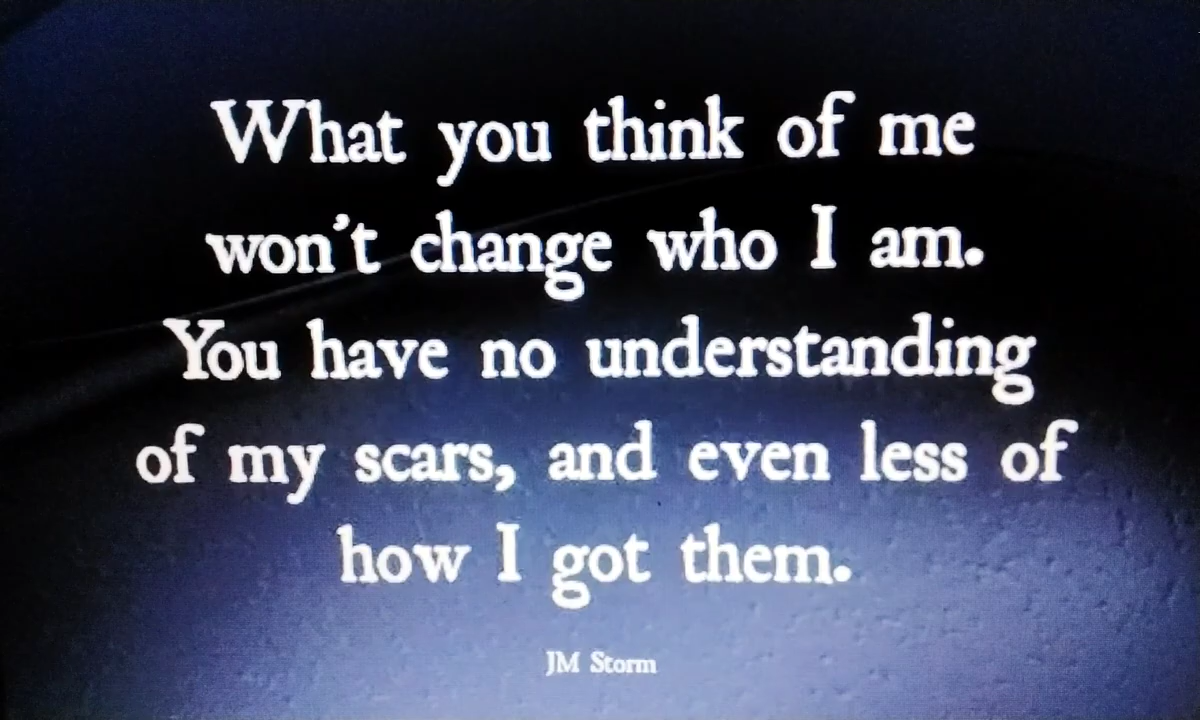 What you think of me
won't change who I am.
You have no understanding
of my scars, and even less of
how I got them.
JM Storm